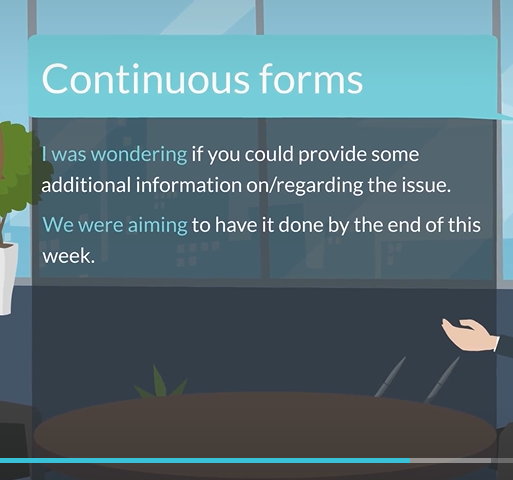 Continuous forms
I was wondering if you could provide some
additional information on/regarding the issue.
We were aiming to have it done by the end of this
week.